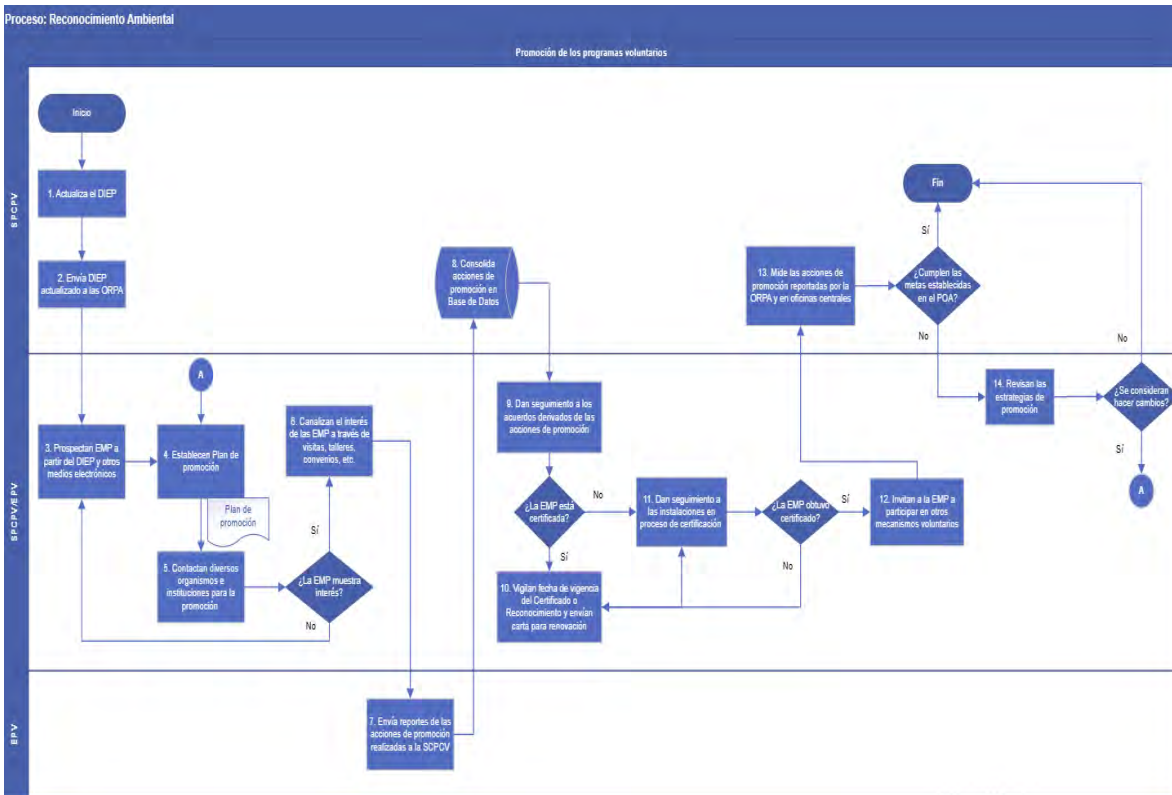 Proceso: Reconocimiento Ambiental
Promoción de los programas voluntarios
SPCPV
Inicio
1. Actualiza el DIEP
2. Envía DIEP
actualizado a las ORPA
8. Consolida
acciones de
promoción en
Base de Datos
13. Mide las acciones de
promoción reportadas por la
ORPA y en oficinas centrales
¿Cumplen las
metas establecidas
en el POA?
Sí
No
Fin
No
SPCPV/EPV
3. Prospectan EMP a
partir del DIEP y otros
medios electrónicos
A
4. Establecen Plan de
promoción
Plan de
promoción
5. Contactan diversos
organismos e
instituciones para la
promoción
¿La EMP muestra
interés?
Sí
No
6. Canalizan el interés
de las EMP a través de
visitas, talleres,
convenios, etc
9. Dan seguimiento a los
acuerdos derivados de las
acciones de promoción
¿La EMP está
certificada?
No
Sí
10. Vigilan fecha de vigencia
del Certificado o
Reconocimiento y envían
carta para renovación
11. Dan seguimiento a
las instalaciones en
proceso de certificación
¿La EMP obtuvo
certificado?
Sí
No
12. Invitan a la EMP a
participar en otros
mecanismos voluntarios
14. Revisan las
estrategias de
promoción
¿Se consideran
hacer cambios?
Sí
A
EPV
7. Envía reportes de las
acciones de promoción
realizadas a la SCPCV